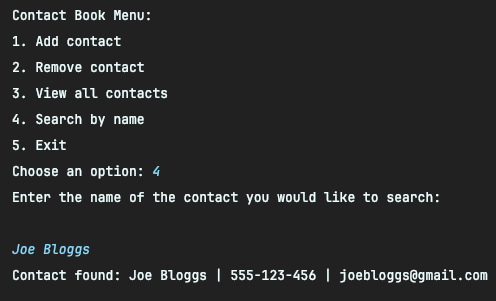 Contact Book Menu:
1. Add contact
2. Remove contact
3. View all contacts
4. Search by name
5. Exit
Choose an option: 4
Enter the name of the contact you would like to search:
Joe Bloggs
Contact found: Joe Bloggs | 555-123-456 | joebloggs@gmail.com